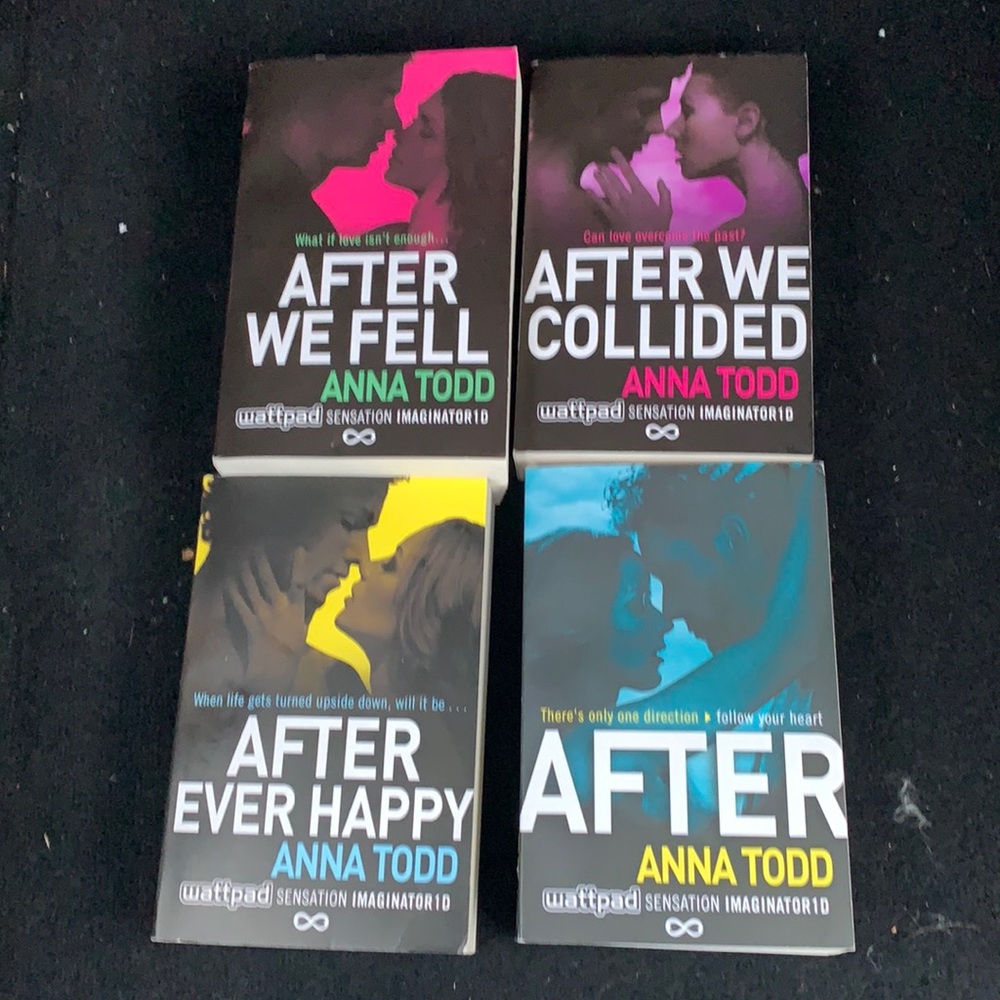 What if love isn't enough...
AFTER
WE FELL
ANNA TODD
wattpad SENSATION IMAGINATOR1D
Can love overcome the past?
AFTER WE
COLLIDED
ANNA TODD
wattpad SENSATION IMAGINATOR1D
When life gets turned upside down, will it be...
AFTER
EVER HAPPY
ANNA TODD
wattpad SENSATION IMAGINATOR1D
There's only one direction follow your heart
AFTER
ANNA TODD
wattpad SENSATION IMAGINATOR1D